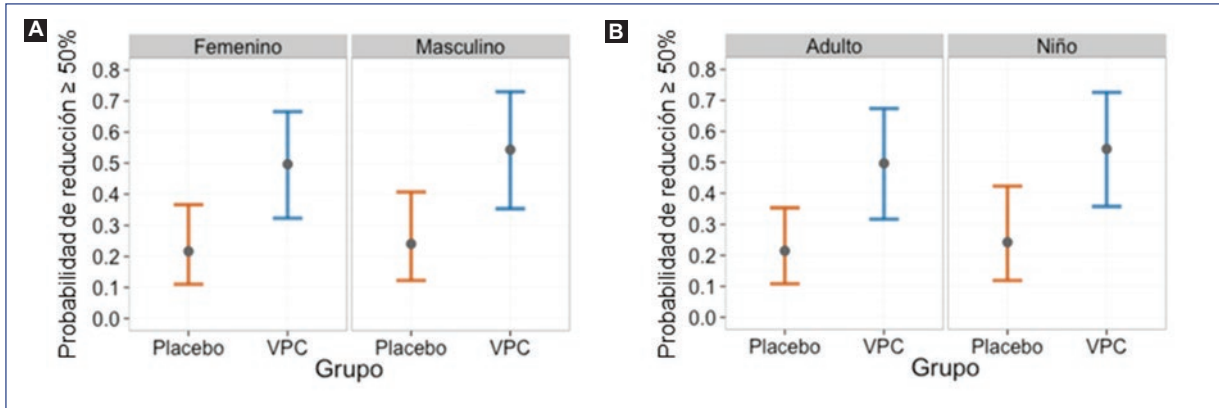 A
Femenino
Masculino
Probabilidad de reducción ≥ 50%
0.8
0.7
0.6
0.5
0.4
0.3
0.2
0.1
0.0
Placebo
VPC
Placebo
VPC
Grupo
B
Adulto
Niño
Probabilidad de reducción ≥ 50%
0.8
0.7
0.6
0.5
0.4
0.3
0.2
0.1
0.0
Placebo
VPC
Placebo
VPC
Grupo